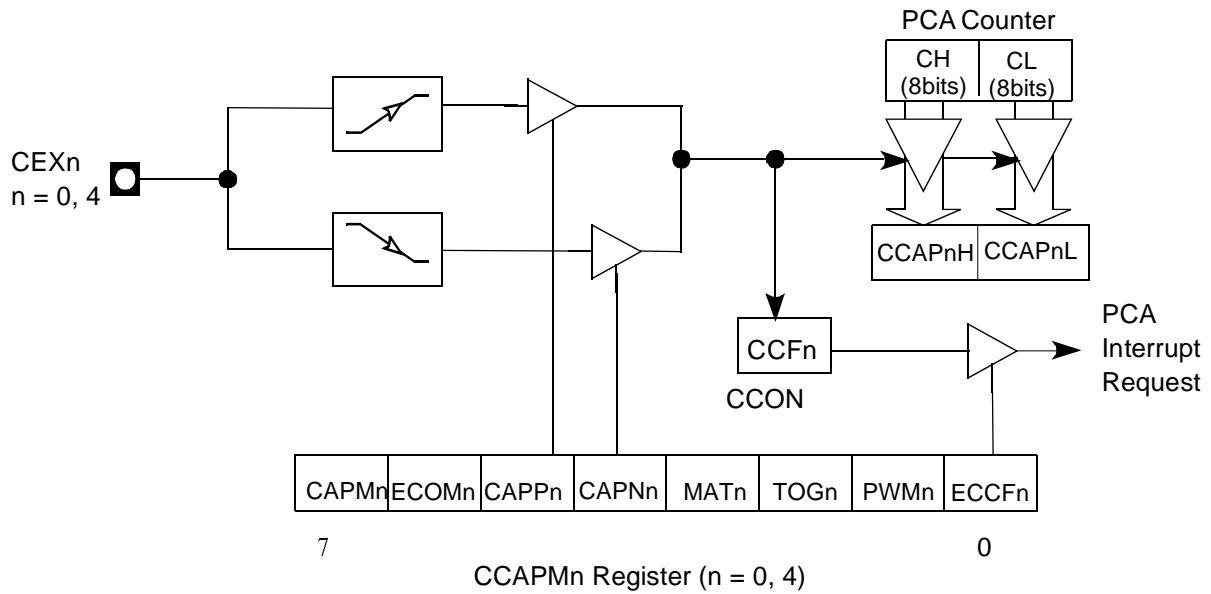 PCA Counter
CH CL
(8bits) (8bits)
CEXn
n = 0, 4
CCAPnH CCAPnL
PCA
Interrupt
Request
CCFn
CCON
CAPMn ECOMn CAPPn CAPNn MATn TOGn PWMn ECCFn
7 0
CCAPMn Register (n = 0, 4)